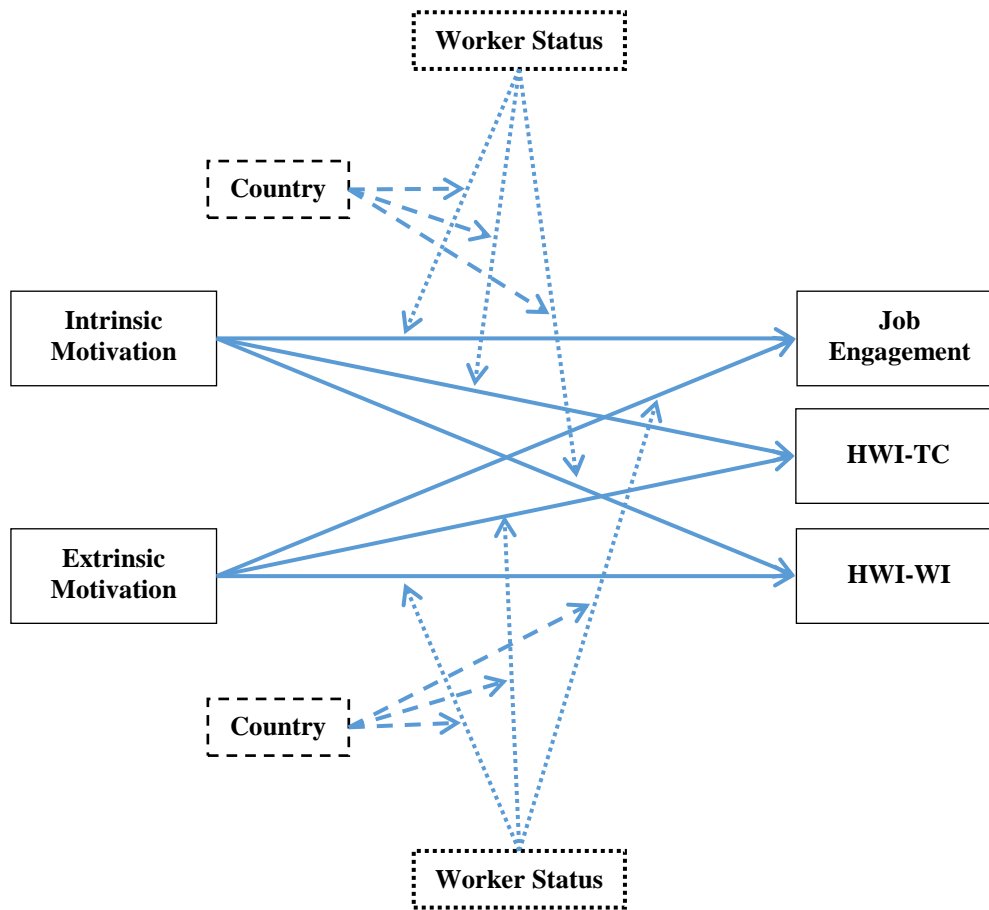 Worker Status
Country
Intrinsic
Motivation
Job
Engagement
HWI-TC
Extrinsic
Motivation
HWI-WI
Country
Worker Status